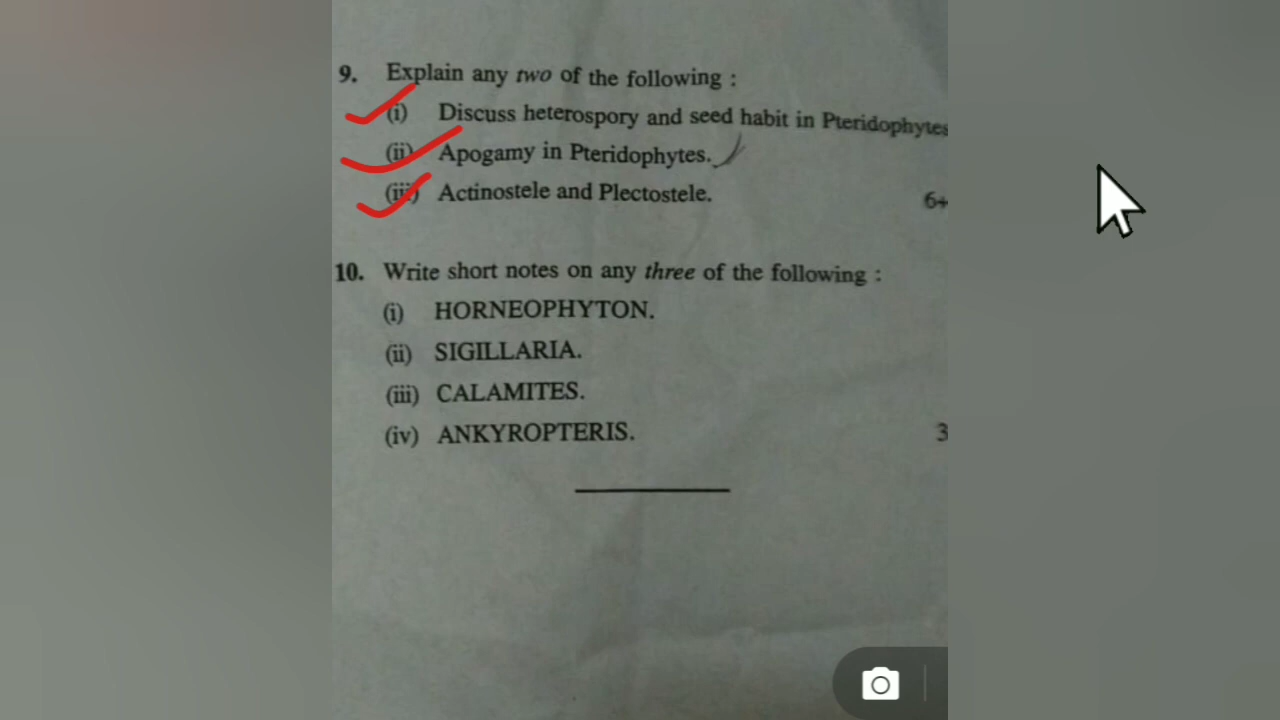 9. Explain any two of the following :
(i) Discuss heterospory and seed habit in Pteridophytes
(ii) Apogamy in Pteridophytes.
(iii) Actinostele and Plectostele.
6+
10. Write short notes on any three of the following :
(i) HORNEOPHYTON.
(ii) SIGILLARIA.
(iii) CALAMITES.
(iv) ANKYROPTERIS.
3